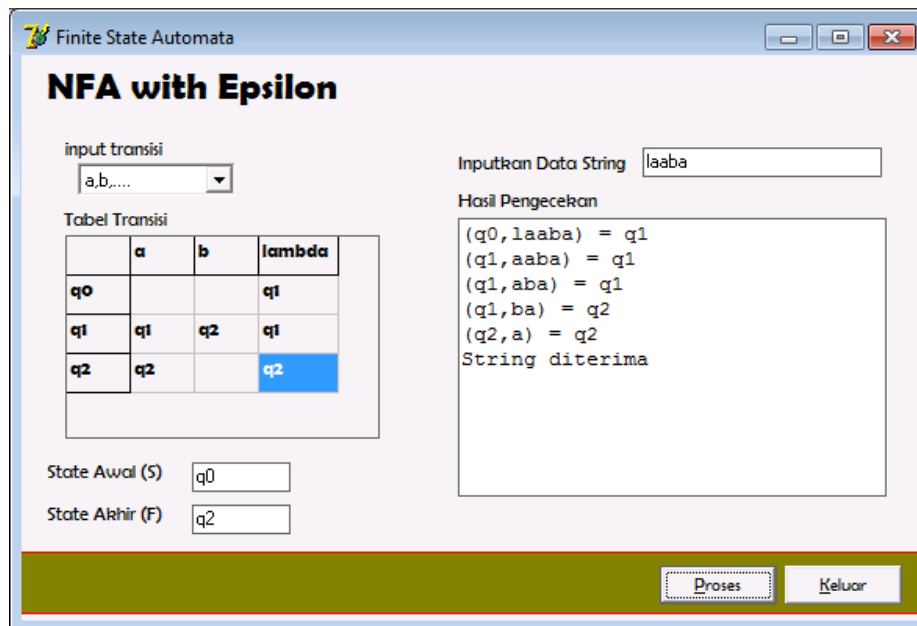 Finite State Automata
NFA with Epsilon
input transisi
a,b,....
Tabel Transisi
a b lambda
q0 q1
q1 q1 q2 q1
q2 q2 q2
State Awal (S) q0
State Akhir (F) q2
Inputkan Data String laaba
Hasil Pengecekan
(q0,laaba) = q1
(q1,aaba) = q1
(q1,aba) = q1
(q1,ba) = q2
(q2,a) = q2
String diterima
Proses Keluar